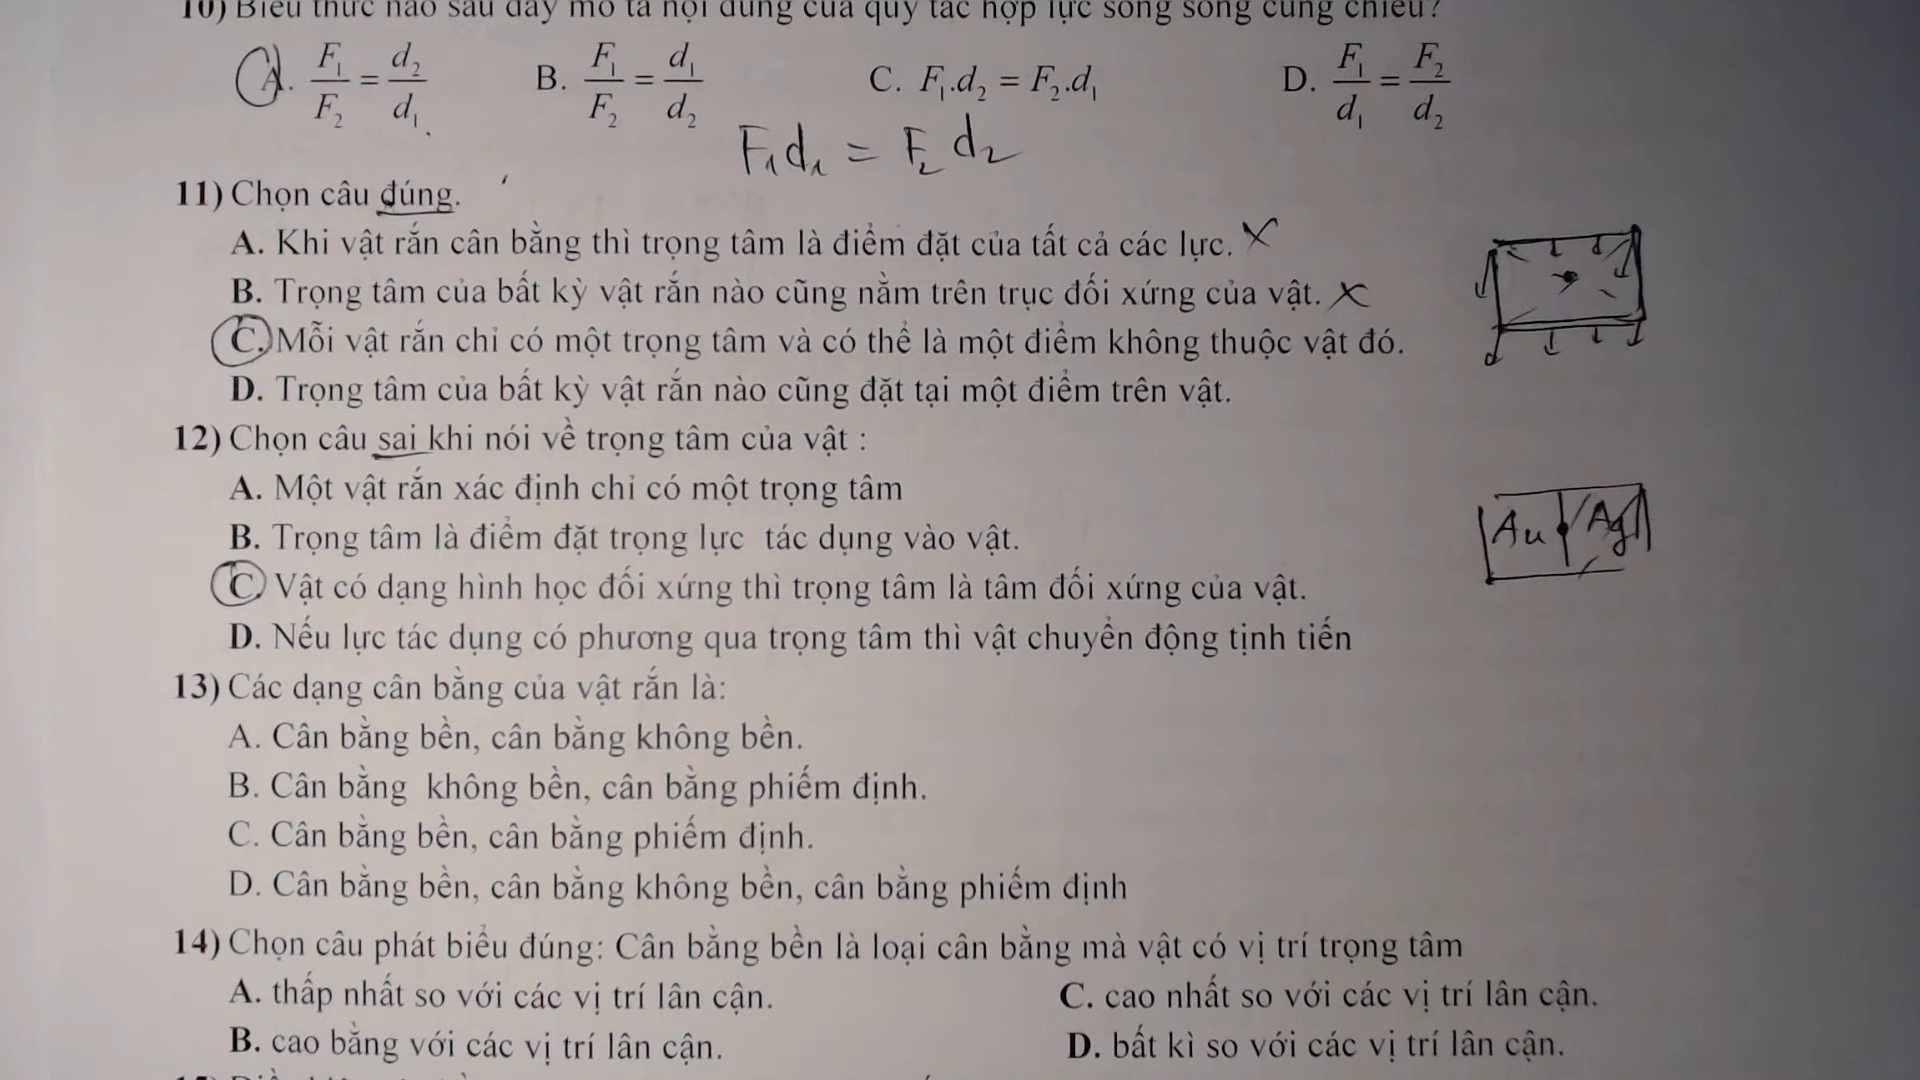 10) Biểu thức nào sau đây mô tả nội dung của quy tắc hợp lực song song cùng chiều?
A. F₁/F₂ = d₂/d₁ B. F₁/F₂ = d₁/d₂ C. F₁.d₂ = F₂.d₁ D. F₁/d₁ = F₂/d₂
F₁d₁ = F₂d₂
11) Chọn câu đúng.
A. Khi vật rắn cân bằng thì trọng tâm là điểm đặt của tất cả các lực. X
B. Trọng tâm của bất kỳ vật rắn nào cũng nằm trên trục đối xứng của vật. X
C. Mỗi vật rắn chỉ có một trọng tâm và có thể là một điểm không thuộc vật đó.
D. Trọng tâm của bất kỳ vật rắn nào cũng đặt tại một điểm trên vật.
12) Chọn câu sai khi nói về trọng tâm của vật :
A. Một vật rắn xác định chỉ có một trọng tâm
B. Trọng tâm là điểm đặt trọng lực tác dụng vào vật.
Au Ag
C. Vật có dạng hình học đối xứng thì trọng tâm là tâm đối xứng của vật.
D. Nếu lực tác dụng có phương qua trọng tâm thì vật chuyển động tịnh tiến
13) Các dạng cân bằng của vật rắn là:
A. Cân bằng bền, cân bằng không bền.
B. Cân bằng không bền, cân bằng phiếm định.
C. Cân bằng bền, cân bằng phiếm định.
D. Cân bằng bền, cân bằng không bền, cân bằng phiếm định
14) Chọn câu phát biểu đúng: Cân bằng bền là loại cân bằng mà vật có vị trí trọng tâm
A. thấp nhất so với các vị trí lân cận. C. cao nhất so với các vị trí lân cận.
B. cao bằng với các vị trí lân cận. D. bất kì so với các vị trí lân cận.